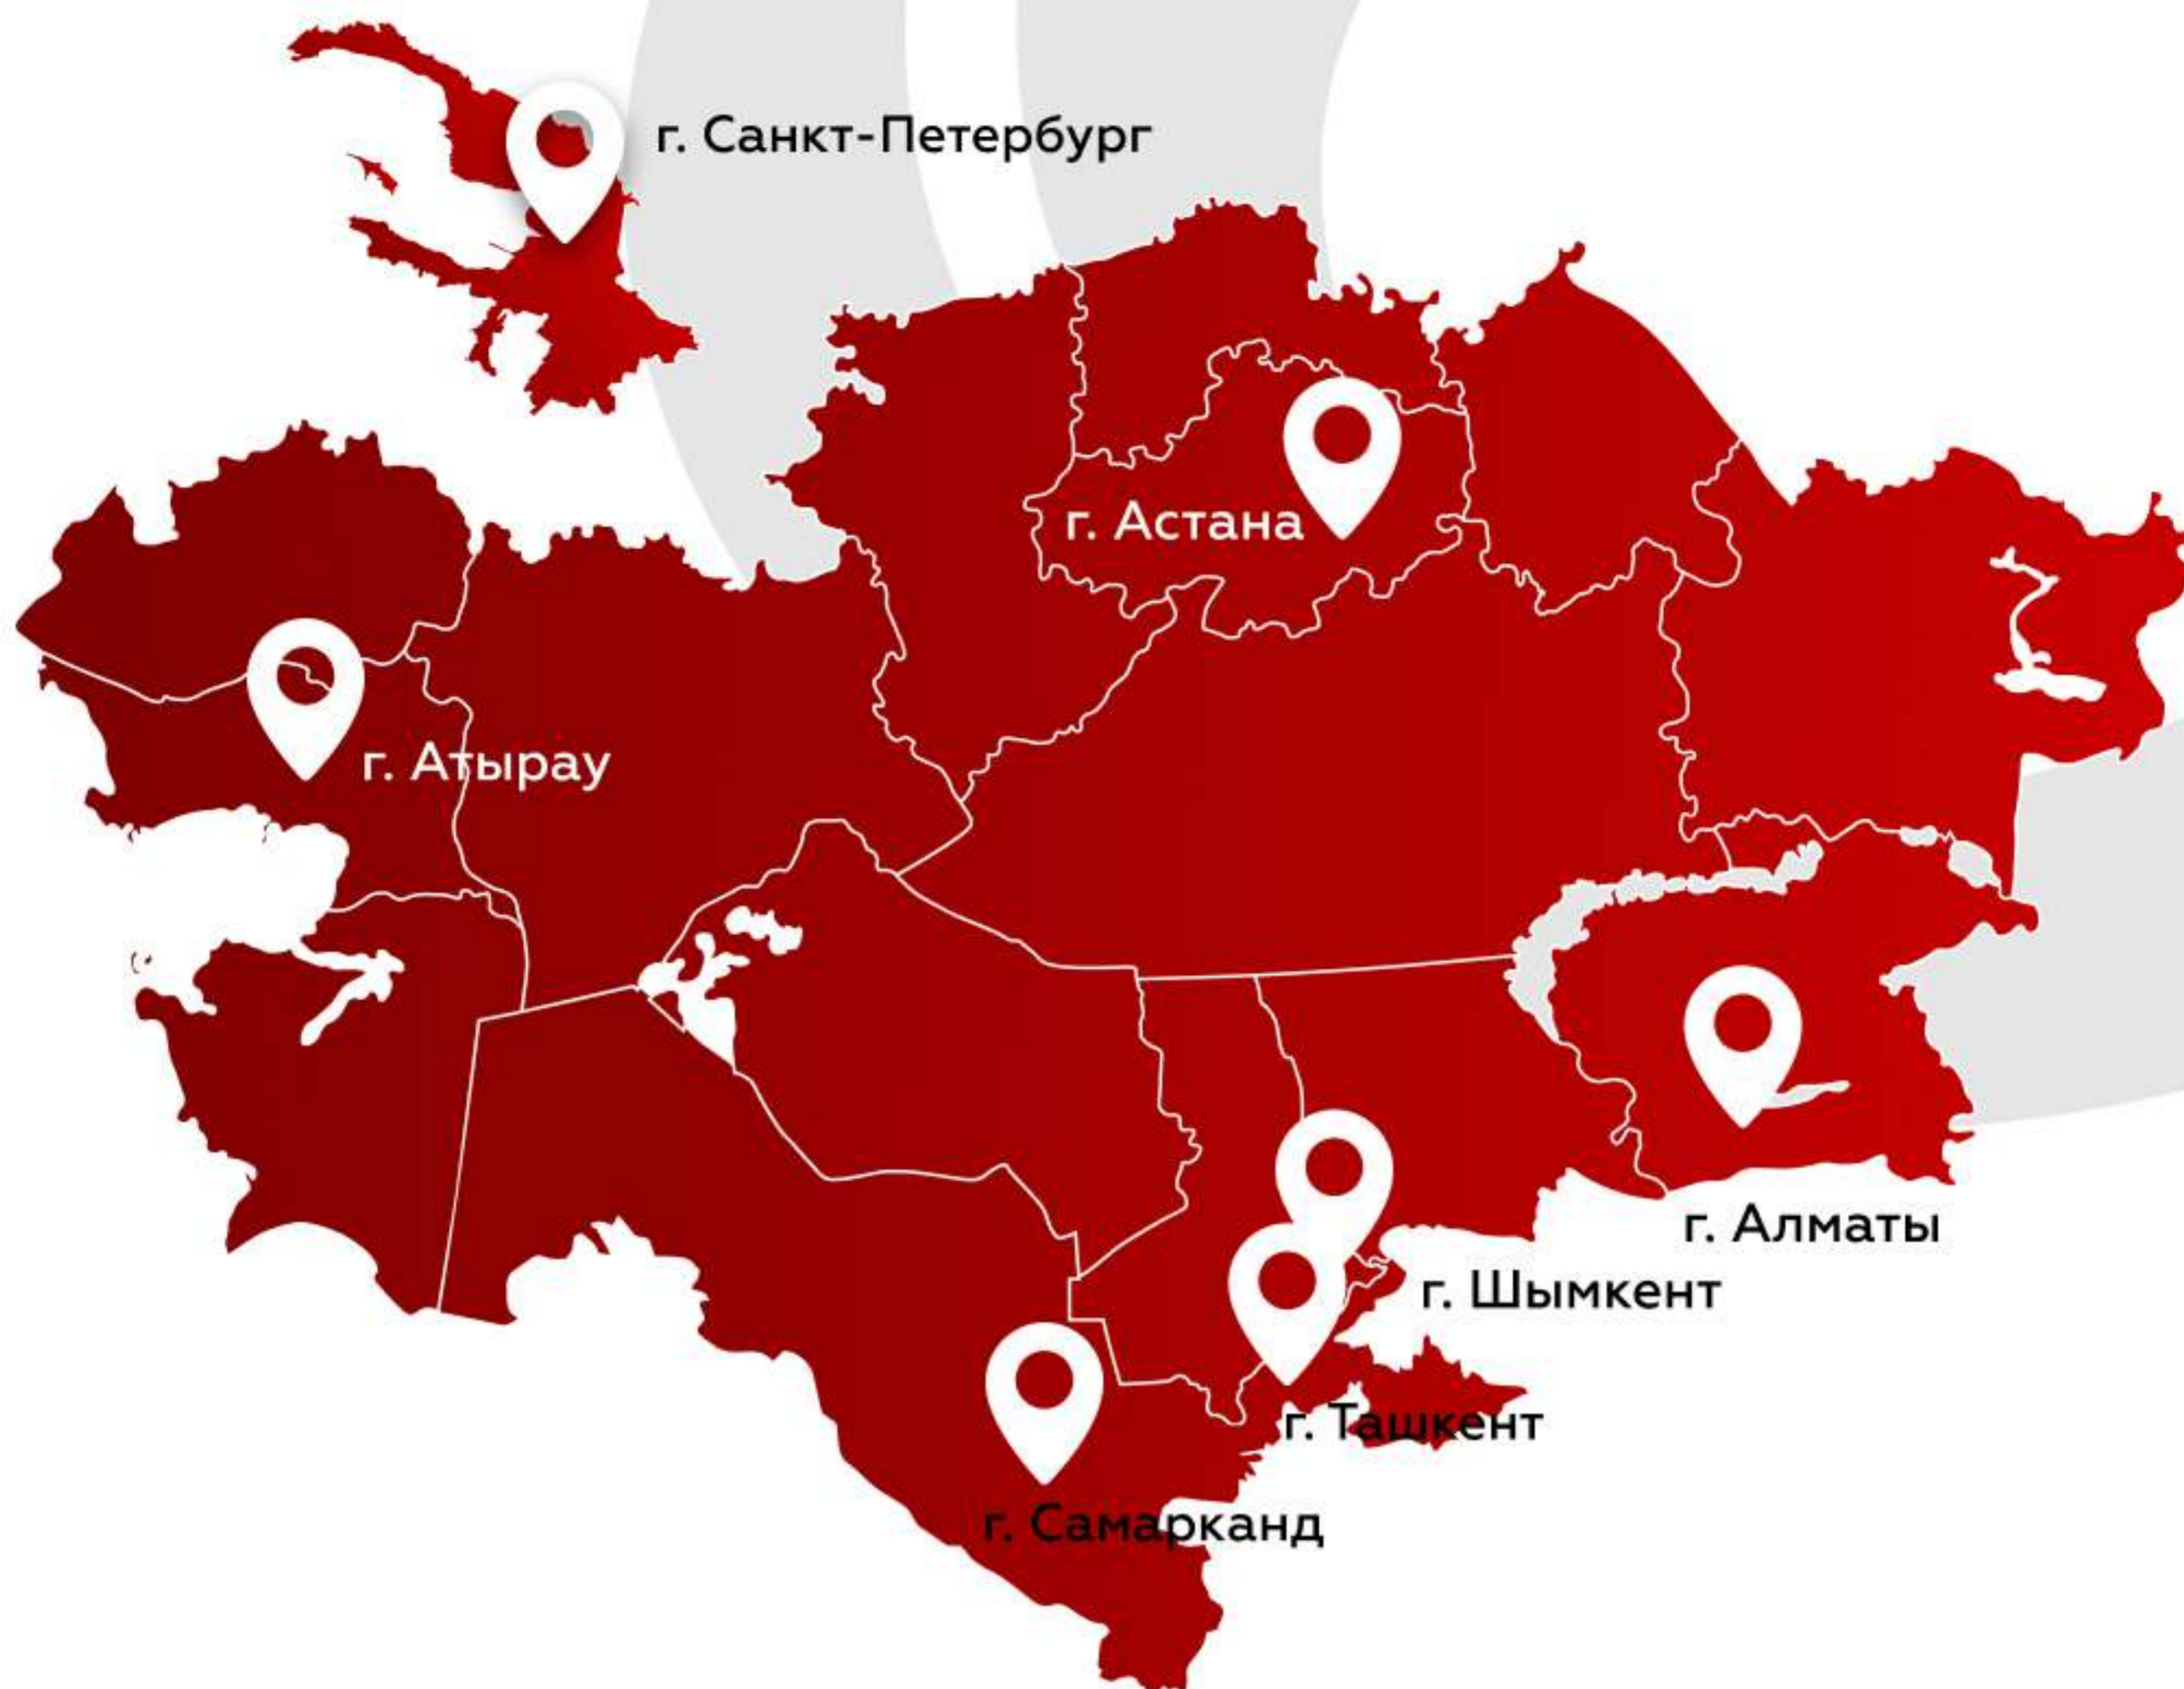 г. Санкт-Петербург
г. Астана
г. Атырау
г. Алматы
г. Шымкент
г. Ташкент
г. Самарканд